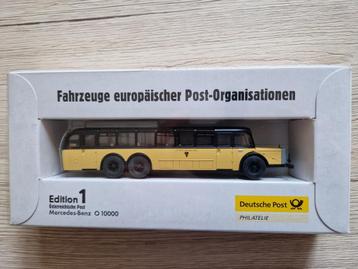 Fahrzeuge europäischer Post-Organisationen
Edition 1
Österreichische Post
Mercedes-Benz O 10000
Deutsche Post
PHILATELIE